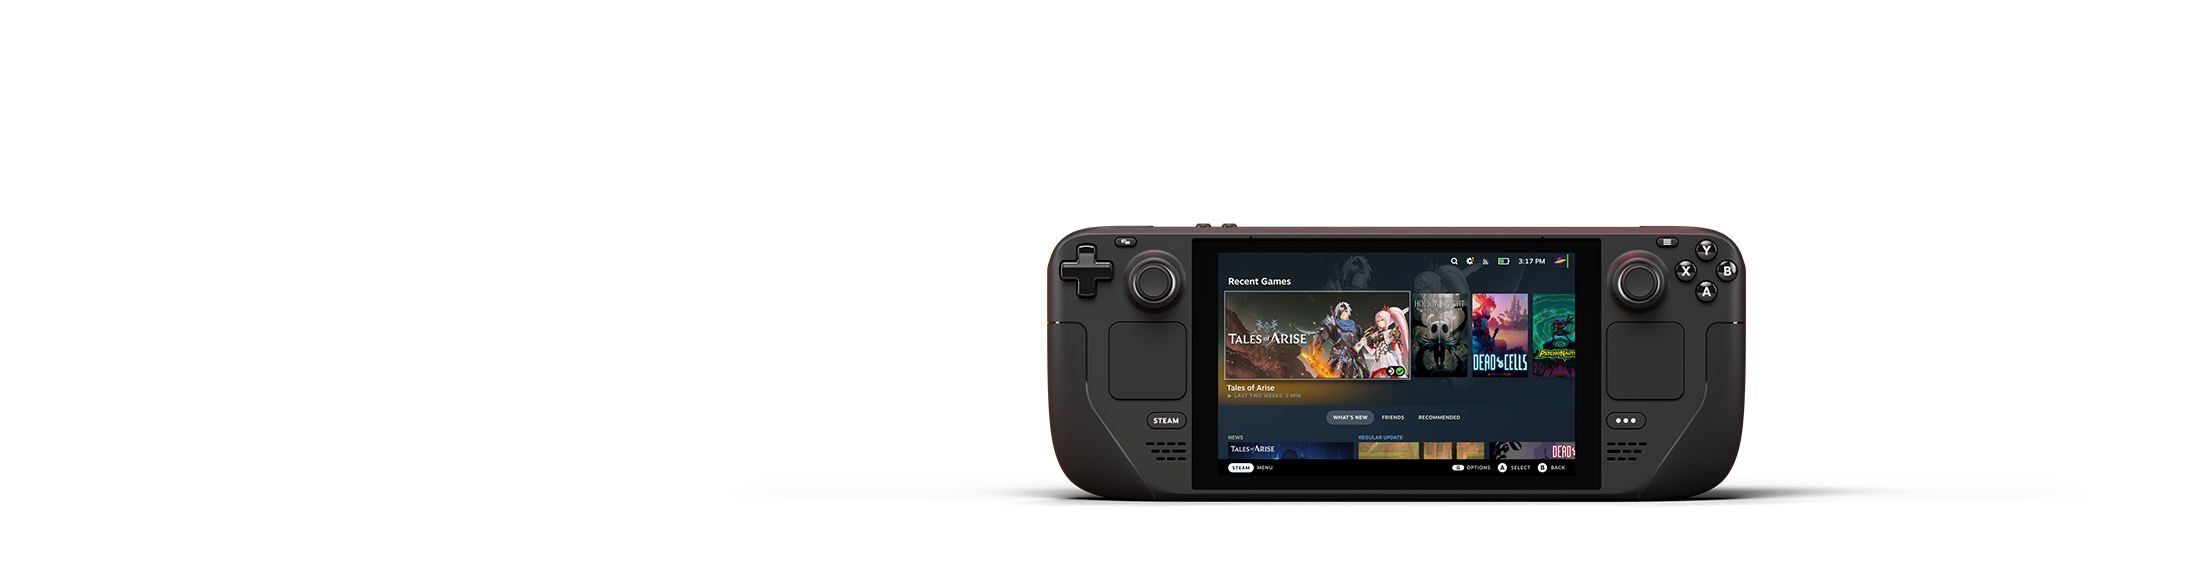 3:17 PM
Recent Games
TALES of ARISE
HOLLOW KNIGHT
DEAD CELLS
PSYCHONAUTS
Tales of Arise
LAST TWO WEEKS: 5 MIN
WHAT'S NEW FRIENDS RECOMMENDED
NEWS REGULAR UPDATE
TALES of ARISE
DEAD
STEAM MENU OPTIONS A SELECT B BACK
Y
X B
A
STEAM